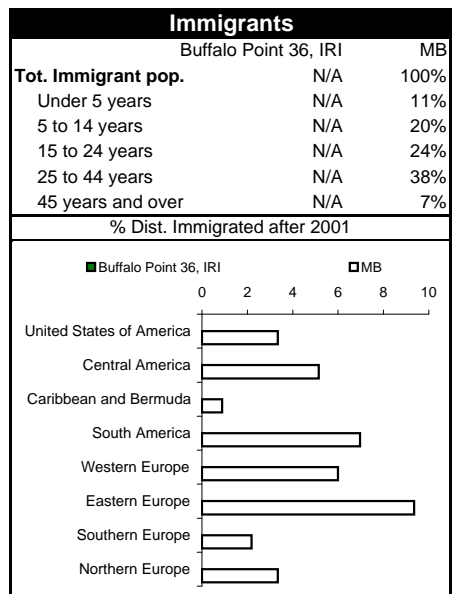 Immigrants
Buffalo Point 36, IRI MB
Tot. Immigrant pop. N/A 100%
Under 5 years N/A 11%
5 to 14 years N/A 20%
15 to 24 years N/A 24%
25 to 44 years N/A 38%
45 years and over N/A 7%
% Dist. Immigrated after 2001
Buffalo Point 36, IRI MB
0 2 4 6 8 10
United States of America
Central America
Caribbean and Bermuda
South America
Western Europe
Eastern Europe
Southern Europe
Northern Europe